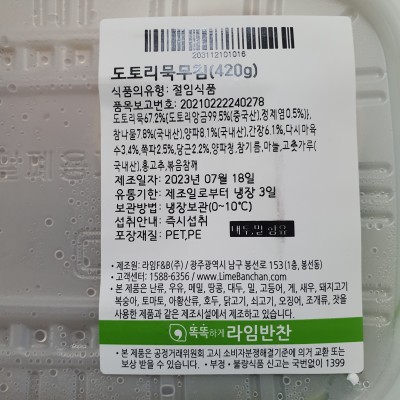 202112101016
도토리묵무침(420g)
식품의유형: 절임식품
품목보고번호: 20210222240278
도토리묵67.2%{도토리앙금99.5%(중국산),정제염0.5%)},
참나물7.8%(국내산),양파8.1%(국내산),간장6.1%,다시마육
수3.4%,쪽파2.5%,당근2.2%,양파청,참기름,마늘,고춧가루(
국내산),홍고추,볶음참깨
제조일자: 2023년 07월 18일
유통기한: 제조일로부터 냉장 3일
보관방법: 냉장보관(0~10℃)
섭취안내: 즉시섭취
포장재질: PET,PE
대두,밀 함유
• 제조원: 라임F&B(주) / 광주광역시 남구 봉선로 153(1층, 봉선동)
• 고객센터: 1588-6356 / www.LimeBanchan.com
• 본 제품은 난류, 우유, 메밀, 땅콩, 대두, 밀, 고등어, 게, 새우, 돼지고기
복숭아, 토마토, 아황산류, 호두, 닭고기, 쇠고기, 오징어, 조개류, 잣을
사용한 제품과 같은 제조시설에서 제조하고 있습니다.
똑똑하게 라임반찬
• 본 제품은 공정거래위원회 고시 소비자분쟁해결기준에 의거 교환 또는
보상 받을 수 있습니다. • 부정·불량식품 신고는 국번없이 1399